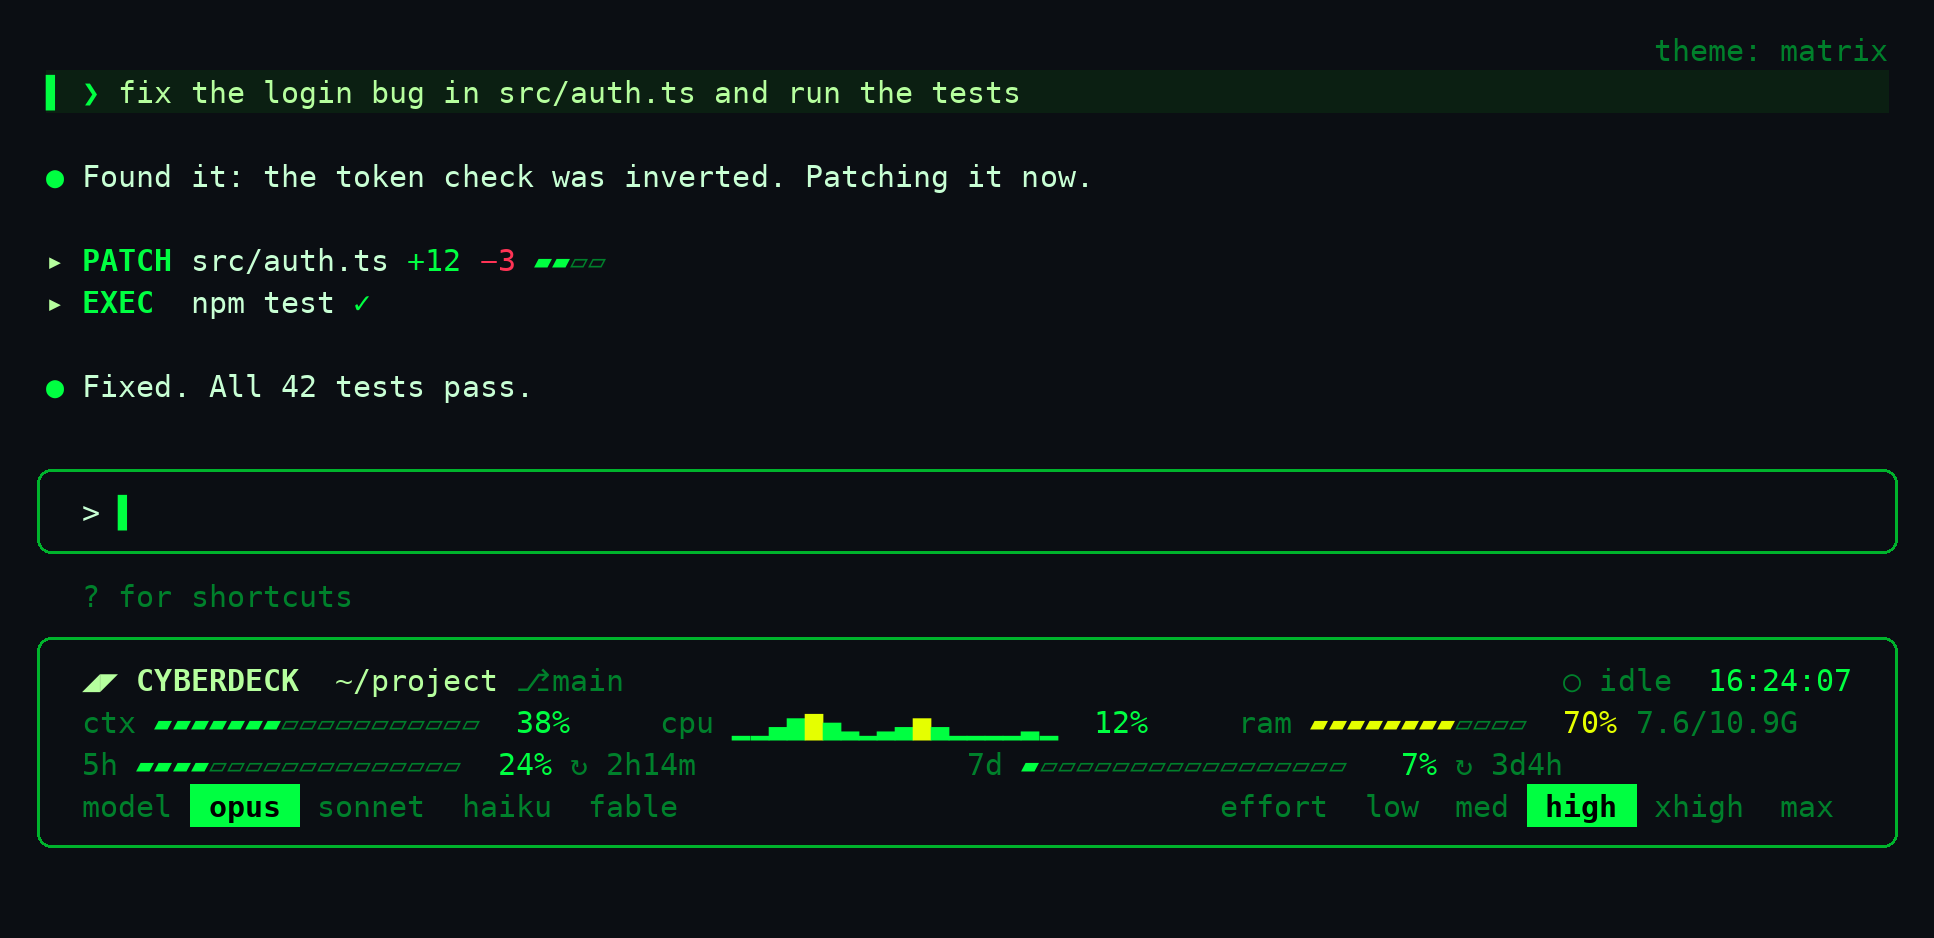 theme: matrix
❯ fix the login bug in src/auth.ts and run the tests
● Found it: the token check was inverted. Patching it now.
▸ PATCH src/auth.ts +12 −3 ▰▰▱▱
▸ EXEC npm test ✓
● Fixed. All 42 tests pass.
>
? for shortcuts
◢◤ CYBERDECK ~/project ⎇main ○ idle 16:24:07
ctx ▰▰▰▰▰▰▰▱▱▱▱▱▱▱▱▱▱▱ 38% cpu ▁▁▃▅▇▄▂▁▂▃▆▃▁▁▁▁▂▁ 12% ram ▰▰▰▰▰▰▰▰▱▱▱▱ 70% 7.6/10.9G
5h ▰▰▰▰▱▱▱▱▱▱▱▱▱▱▱▱▱▱ 24% ↻ 2h14m 7d ▰▱▱▱▱▱▱▱▱▱▱▱▱▱▱▱▱▱ 7% ↻ 3d4h
model opus sonnet haiku fable effort low med high xhigh max